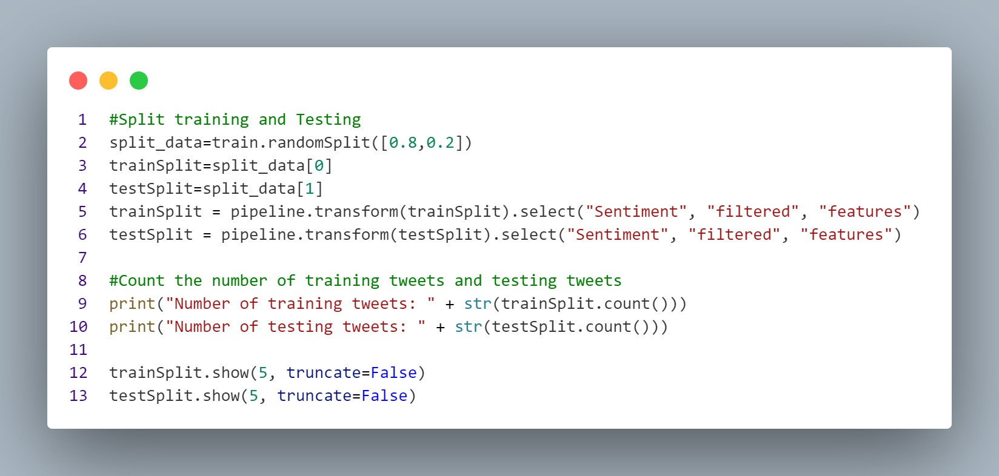 1 #Split training and Testing
2 split_data=train.randomSplit([0.8,0.2])
3 trainSplit=split_data[0]
4 testSplit=split_data[1]
5 trainSplit = pipeline.transform(trainSplit).select("Sentiment", "filtered", "features")
6 testSplit = pipeline.transform(testSplit).select("Sentiment", "filtered", "features")
7
8 #Count the number of training tweets and testing tweets
9 print("Number of training tweets: " + str(trainSplit.count()))
10 print("Number of testing tweets: " + str(testSplit.count()))
11
12 trainSplit.show(5, truncate=False)
13 testSplit.show(5, truncate=False)